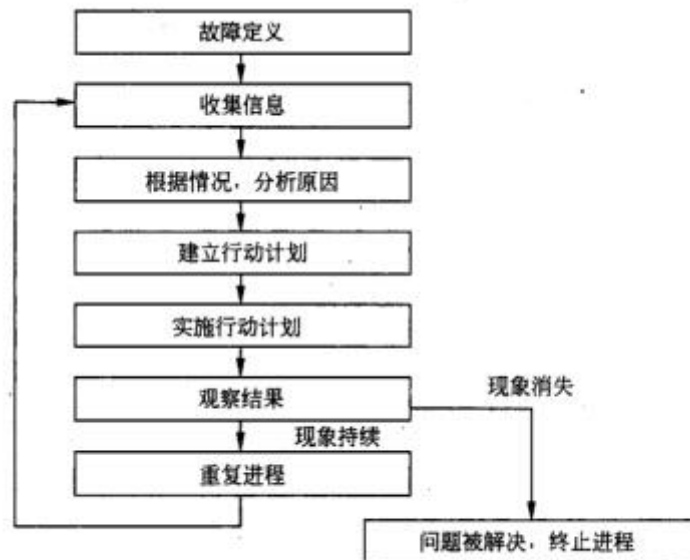 故障定义
收集信息
根据情况，分析原因
建立行动计划
实施行动计划
观察结果
现象消失
现象持续
重复进程
问题被解决，终止进程